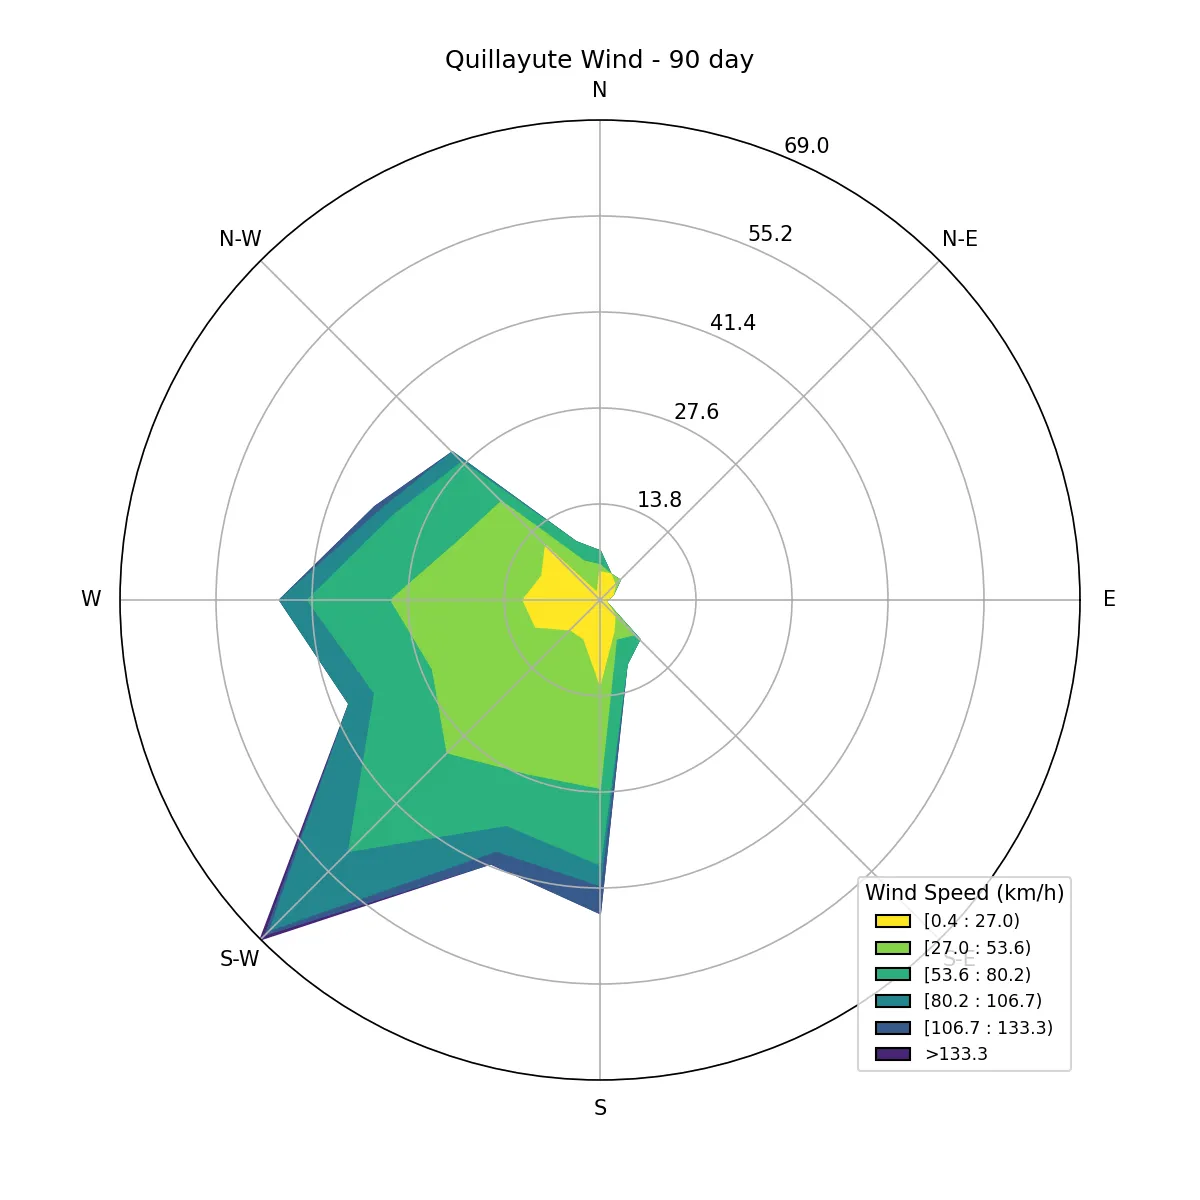 Quillayute Wind - 90 day
N
69.0
N-W
55.2
N-E
41.4
27.6
13.8
W
E
S-W
S-E
Wind Speed (km/h)
[0.4 : 27.0)
[27.0 : 53.6)
[53.6 : 80.2)
[80.2 : 106.7)
[106.7 : 133.3)
>133.3
S